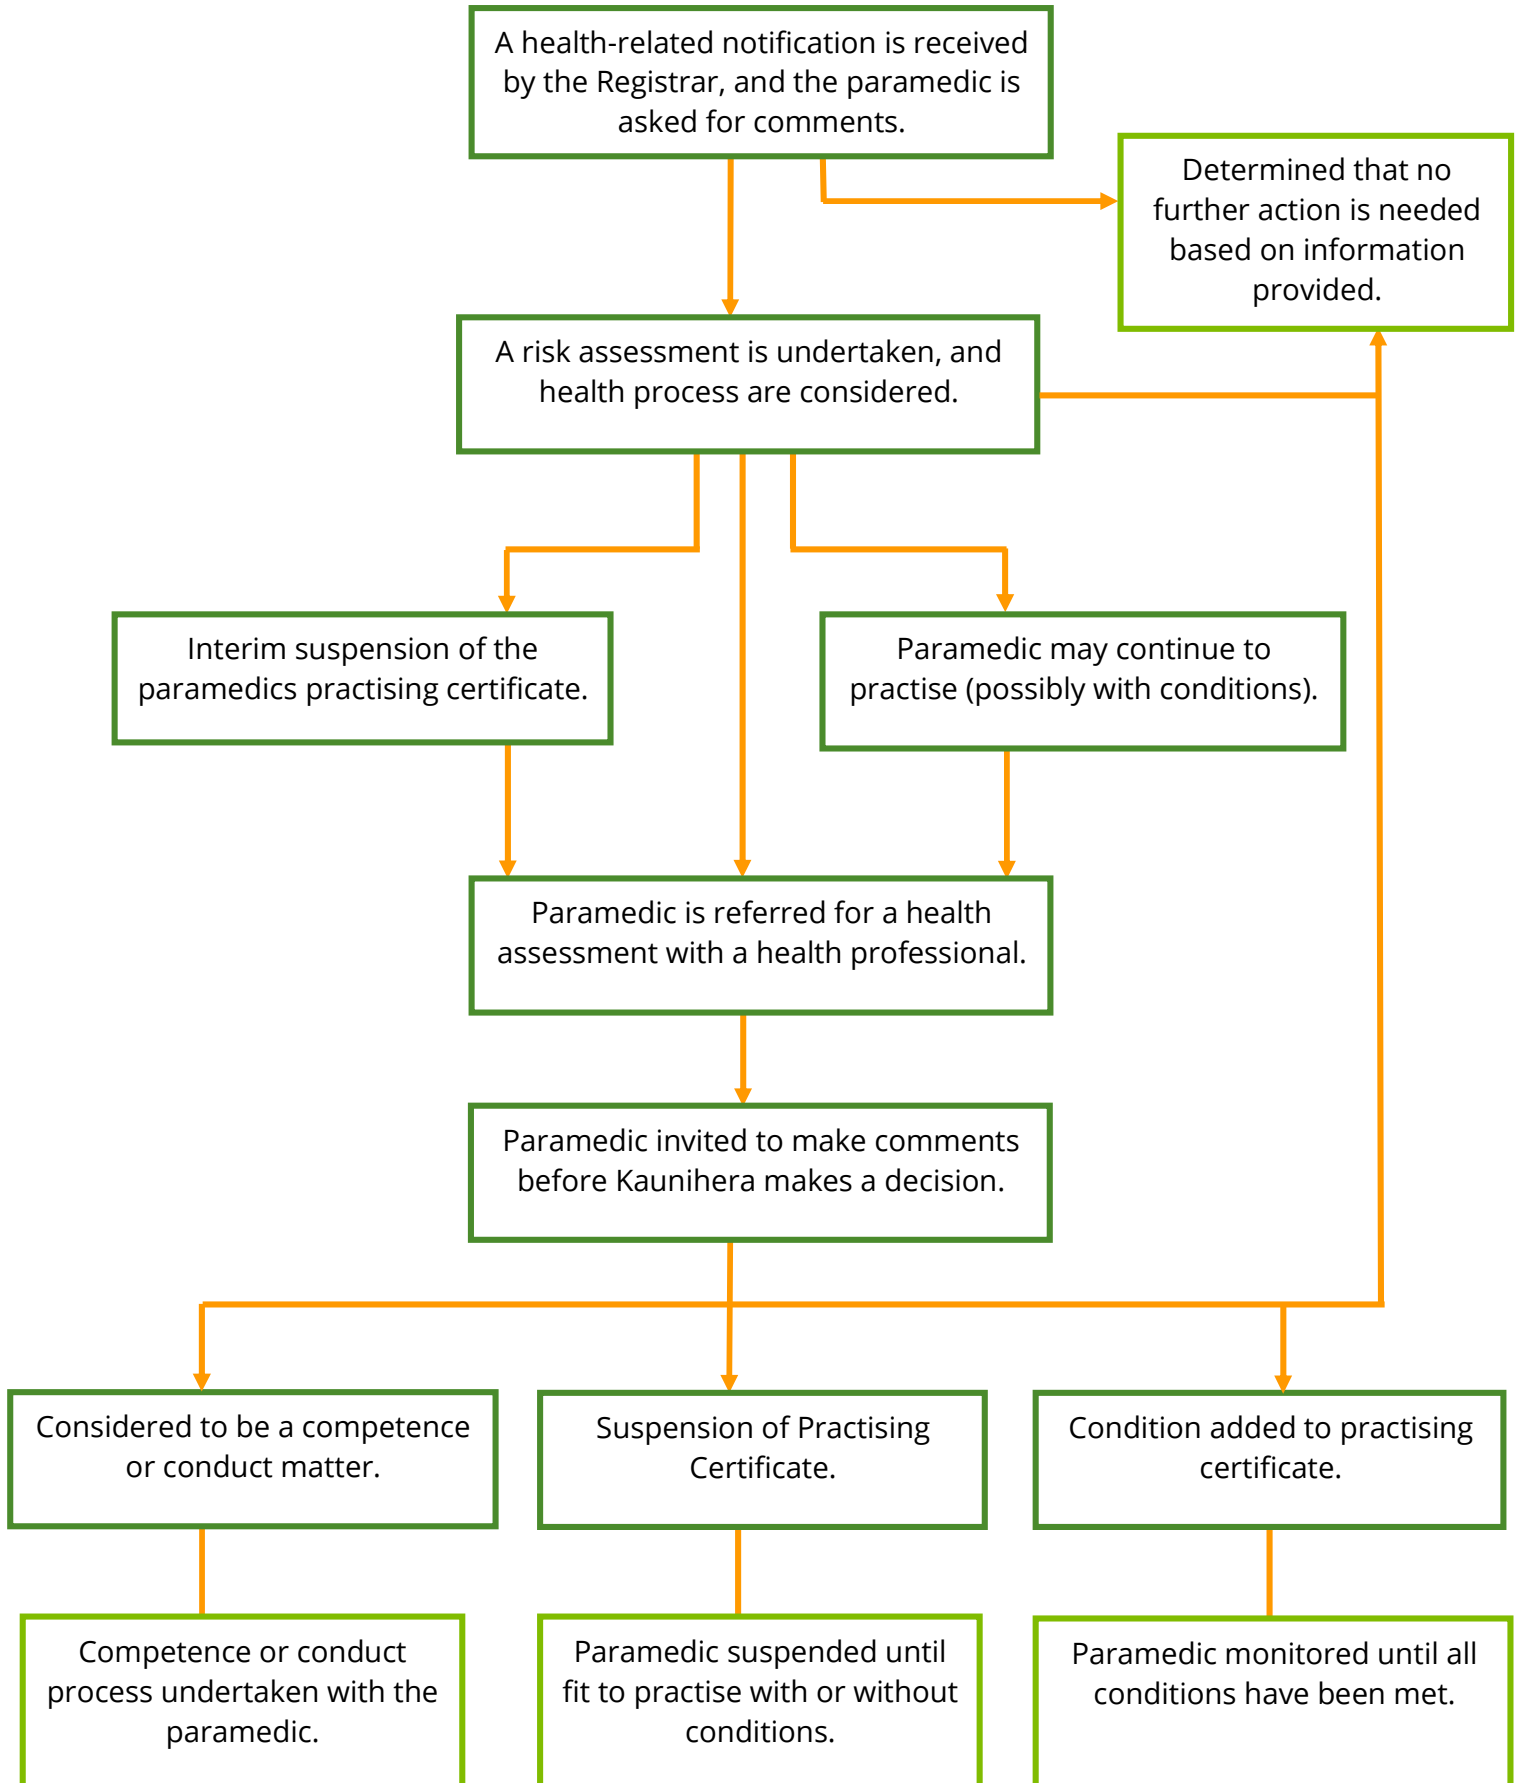 A health-related notification is received
by the Registrar, and the paramedic is
asked for comments.
Determined that no
further action is needed
based on information
provided.
A risk assessment is undertaken, and
health process are considered.
Interim suspension of the
paramedics practising certificate.
Paramedic may continue to
practise (possibly with conditions).
Paramedic is referred for a health
assessment with a health professional.
Paramedic invited to make comments
before Kaunihera makes a decision.
Considered to be a competence
or conduct matter.
Suspension of Practising
Certificate.
Condition added to practising
certificate.
Competence or conduct
process undertaken with the
paramedic.
Paramedic suspended until
fit to practise with or without
conditions.
Paramedic monitored until all
conditions have been met.